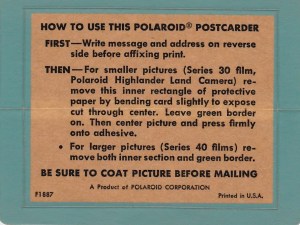 HOW TO USE THIS POLAROID® POSTCARDER
FIRST—Write message and address on reverse
side before affixing print.
THEN — For smaller pictures (Series 30 film,
Polaroid Highlander Land Camera) re-
move this inner rectangle of protective
paper by bending card slightly to expose
cut through center. Leave green border
on. Then center picture and press firmly
onto adhesive.
• For larger pictures (Series 40 films) re-
move both inner section and green border.
BE SURE TO COAT PICTURE BEFORE MAILING
A Product of POLAROID CORPORATION
F1887 Printed in U.S.A.